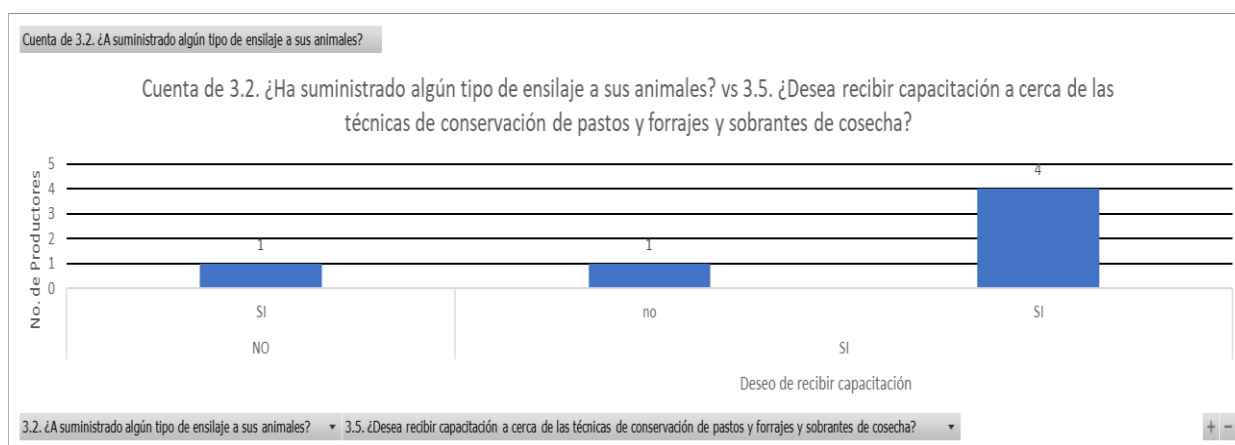 Cuenta de 3.2. ¿A suministrado algún tipo de ensilaje a sus animales?
Cuenta de 3.2. ¿Ha suministrado algún tipo de ensilaje a sus animales? vs 3.5. ¿Desea recibir capacitación a cerca de las
técnicas de conservación de pastos y forrajes y sobrantes de cosecha?
No. de Productores
5
4
3
2
1
0
1
1
4
SI
no
SI
NO
SI
Deseo de recibir capacitación
3.2. ¿A suministrado algún tipo de ensilaje a sus animales?
3.5. ¿Desea recibir capacitación a cerca de las técnicas de conservación de pastos y forrajes y sobrantes de cosecha?
+ −